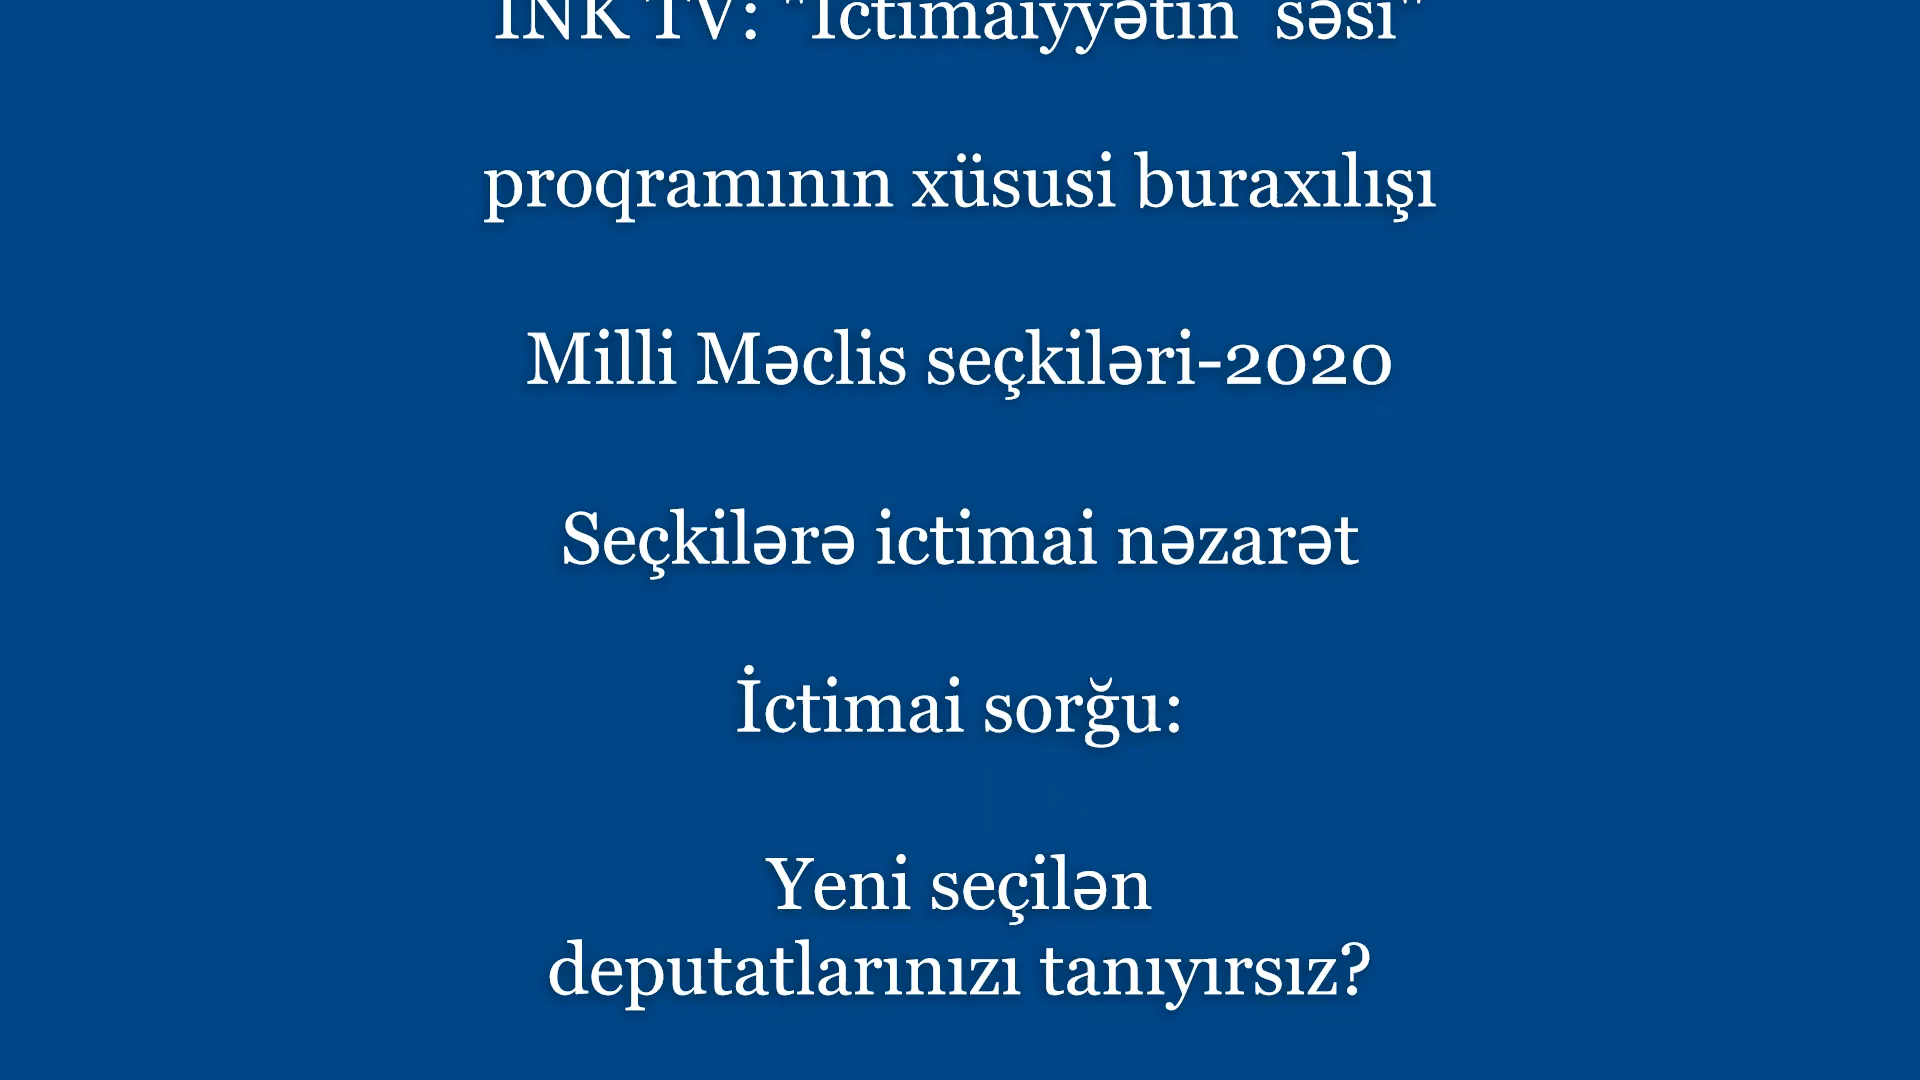 INK TV: "İctimaiyyətin səsi"
proqramının xüsusi buraxılışı
Milli Məclis seçkiləri-2020
Seçkilərə ictimai nəzarət
İctimai sorğu:
Yeni seçilən
deputatlarınızı tanıyırsız?